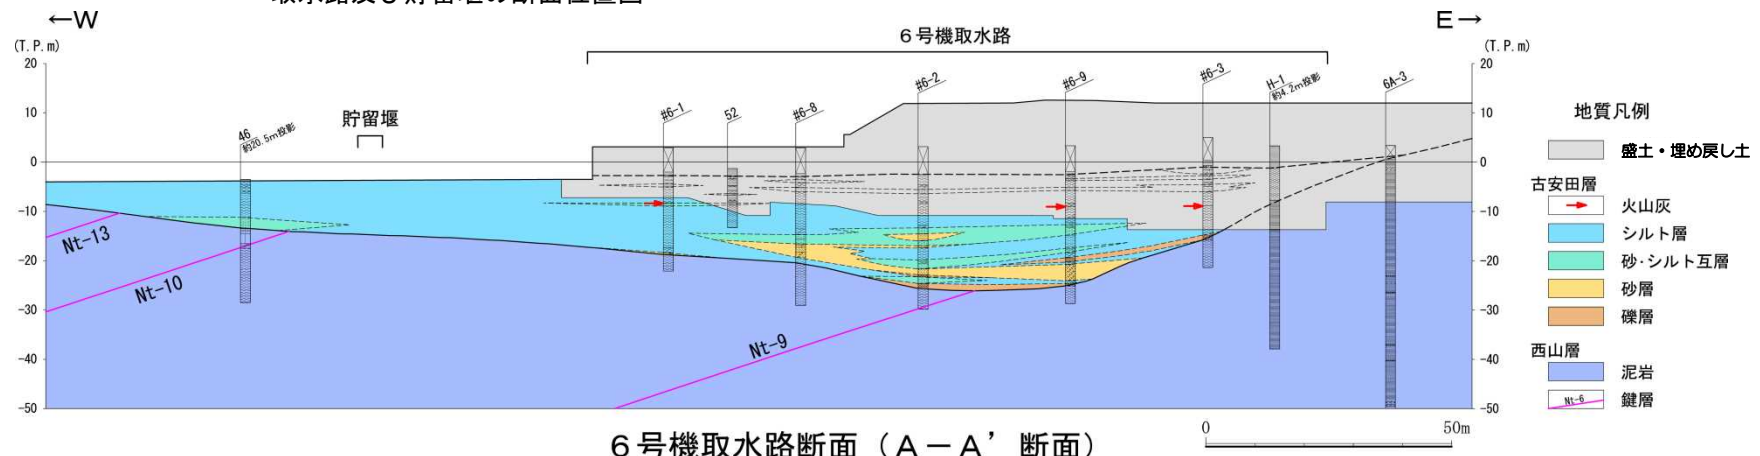 ←W
E→
(T.P.m)
(T.P.m)
6号機取水路
20
10
0
-10
-20
-30
-40
-50
20
10
0
-10
-20
-30
-40
-50
46
約20.5m投影
貯留堰
#6-1
52
#6-8
#6-2
#6-9
#6-3
H-1
約4.2m投影
6A-3
Nt-13
Nt-10
Nt-9
地質凡例
盛土・埋め戻し土
古安田層
火山灰
シルト層
砂・シルト互層
砂層
礫層
西山層
泥岩
Nt-6
鍵層
0
50m
6号機取水路断面(A-A’断面)